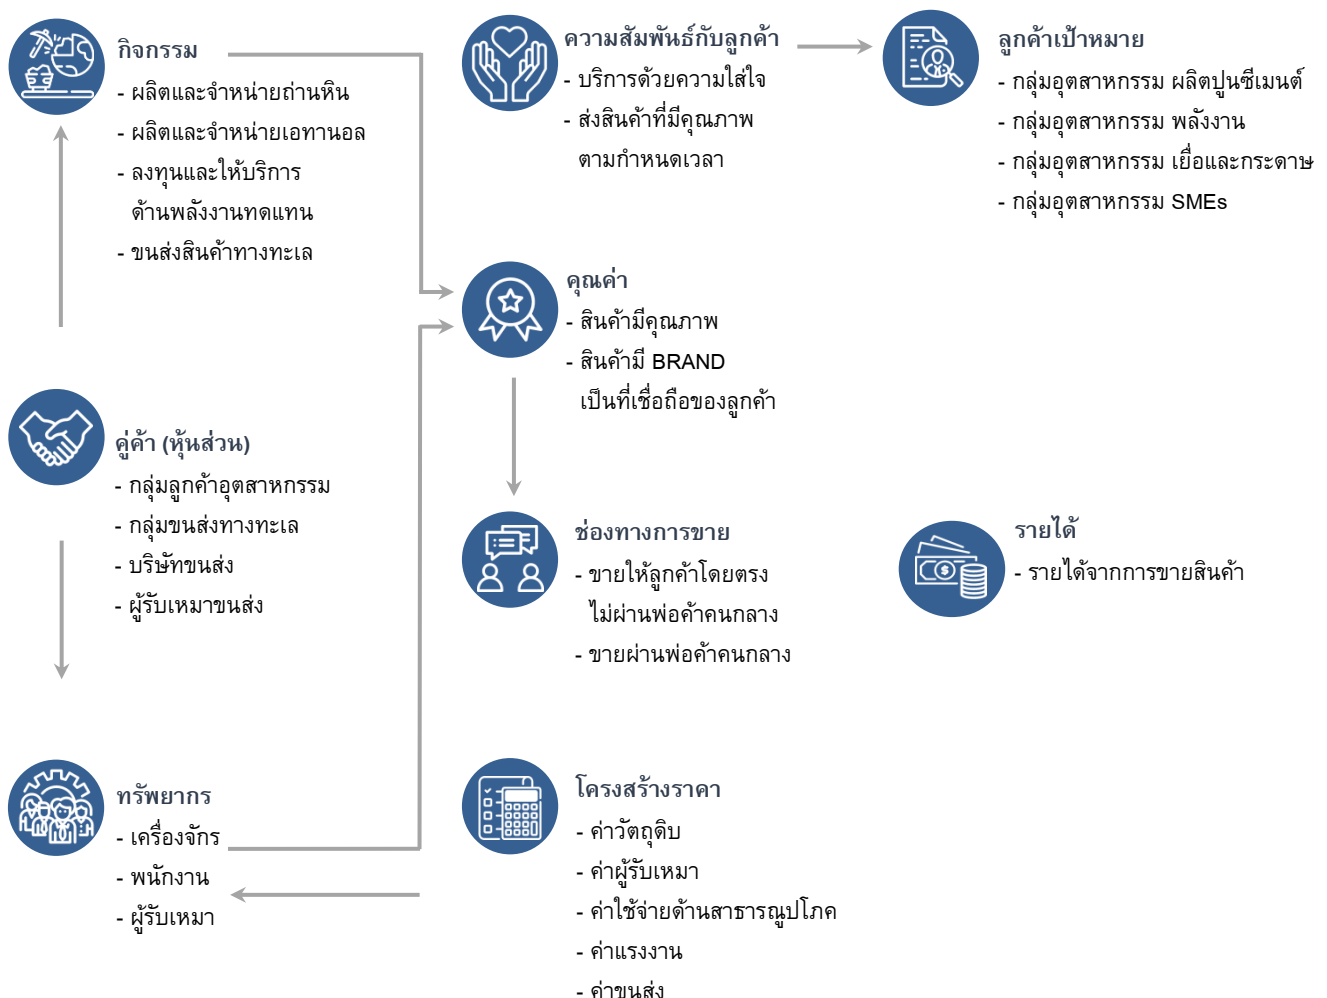 กิจกรรม
- ผลิตและจำหน่ายถ่านหิน
- ผลิตและจำหน่ายเอทานอล
- ลงทุนและให้บริการ
ด้านพลังงานทดแทน
- ขนส่งสินค้าทางทะเล
ความสัมพันธ์กับลูกค้า
- บริการด้วยความใส่ใจ
- ส่งสินค้าที่มีคุณภาพ
ตามกำหนดเวลา
ลูกค้าเป้าหมาย
- กลุ่มอุตสาหกรรม ผลิตปูนซีเมนต์
- กลุ่มอุตสาหกรรม พลังงาน
- กลุ่มอุตสาหกรรม เยื่อและกระดาษ
- กลุ่มอุตสาหกรรม SMEs
คุณค่า
- สินค้ามีคุณภาพ
- สินค้ามี BRAND
เป็นที่เชื่อถือของลูกค้า
คู่ค้า (หุ้นส่วน)
- กลุ่มลูกค้าอุตสาหกรรม
- กลุ่มขนส่งทางทะเล
- บริษัทขนส่ง
- ผู้รับเหมาขนส่ง
ช่องทางการขาย
- ขายให้ลูกค้าโดยตรง
ไม่ผ่านพ่อค้าคนกลาง
- ขายผ่านพ่อค้าคนกลาง
รายได้
- รายได้จากการขายสินค้า
ทรัพยากร
- เครื่องจักร
- พนักงาน
- ผู้รับเหมา
โครงสร้างราคา
- ค่าวัตถุดิบ
- ค่าผู้รับเหมา
- ค่าใช้จ่ายด้านสาธารณูปโภค
- ค่าแรงงาน
- ค่าขนส่ง